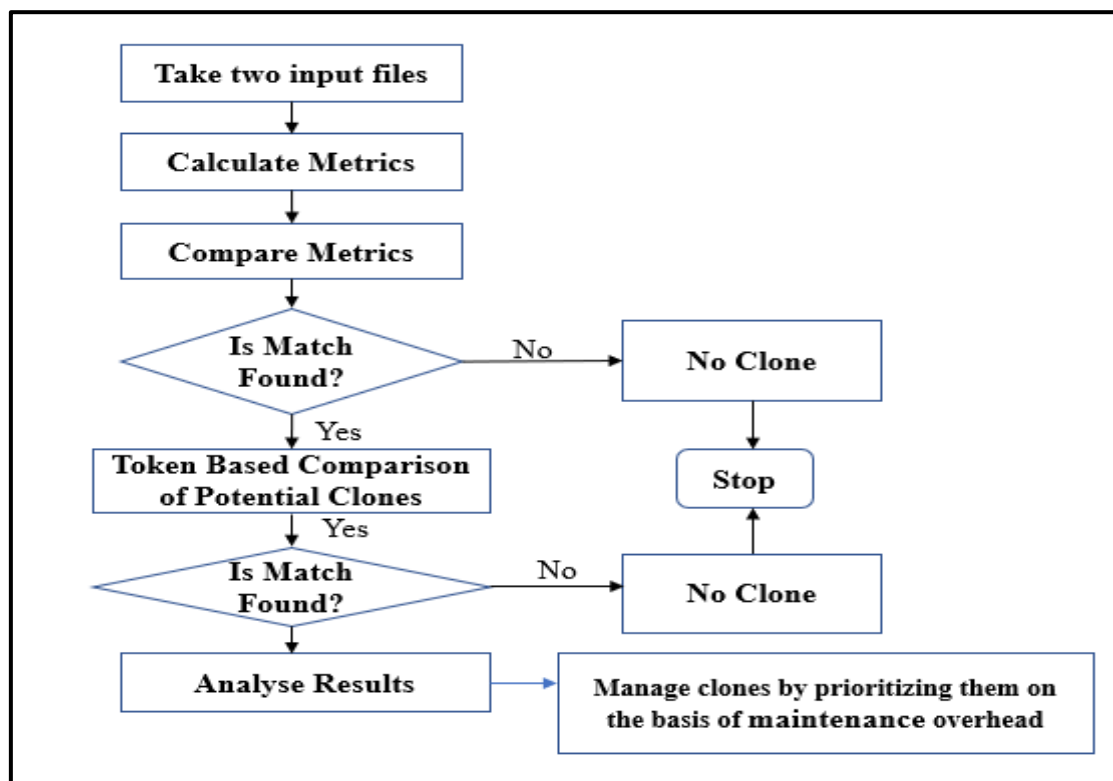 Take two input files
Calculate Metrics
Compare Metrics
Is Match
Found?
No
No Clone
Yes
Token Based Comparison
of Potential Clones
Stop
Yes
Is Match
Found?
No
No Clone
Analyse Results
Manage clones by prioritizing them on
the basis of maintenance overhead